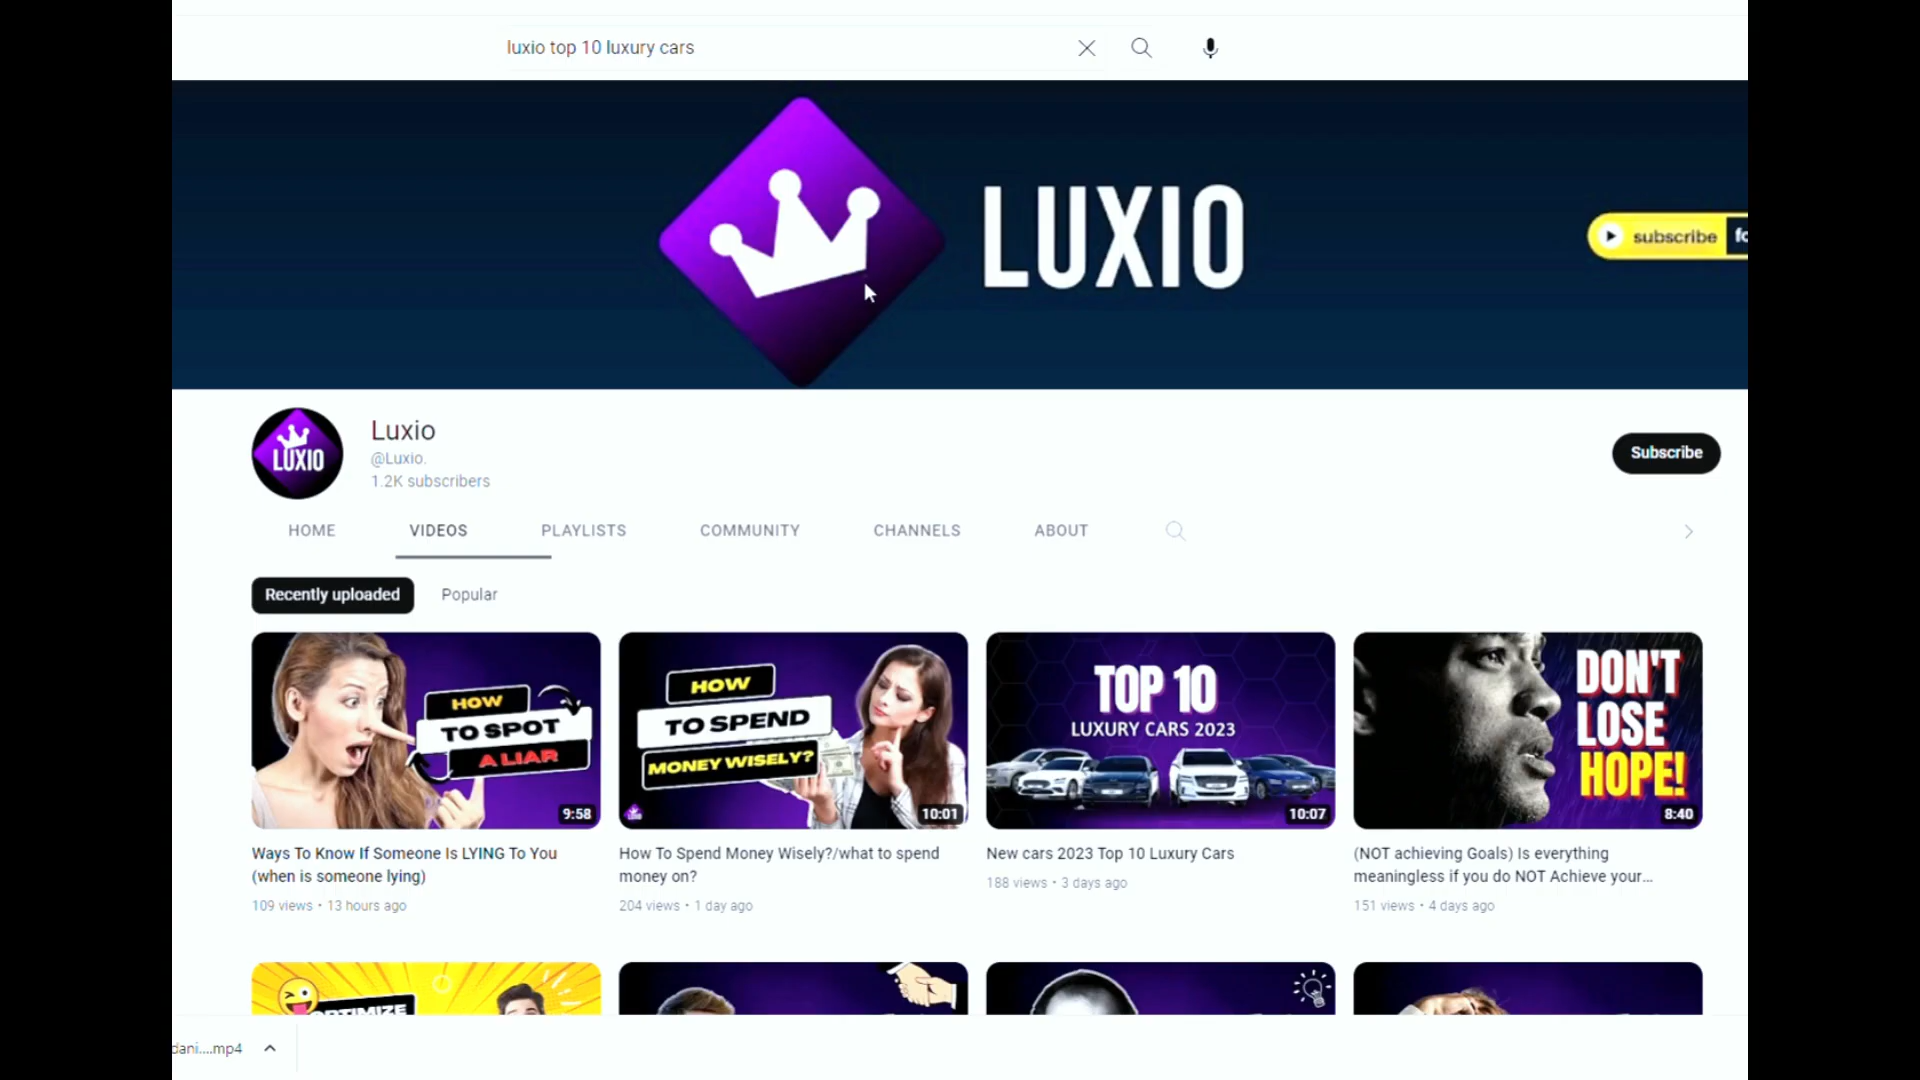 luxio top 10 luxury cars
LUXIO
subscribe
LUXIO
Luxio
@Luxio.
1.2K subscribers
Subscribe
HOME VIDEOS PLAYLISTS COMMUNITY CHANNELS ABOUT
Recently uploaded Popular
HOW
TO SPOT
A LIAR
9:58
HOW
TO SPEND
MONEY WISELY?
10:01
TOP 10
LUXURY CARS 2023
10:07
DON'T
LOSE
HOPE!
8:40
Ways To Know If Someone Is LYING To You
(when is someone lying)
109 views • 13 hours ago
How To Spend Money Wisely?/what to spend
money on?
204 views • 1 day ago
New cars 2023 Top 10 Luxury Cars
188 views • 3 days ago
(NOT achieving Goals) Is everything
meaningless if you do NOT Achieve your...
151 views • 4 days ago
OPTIMIZE
dani....mp4